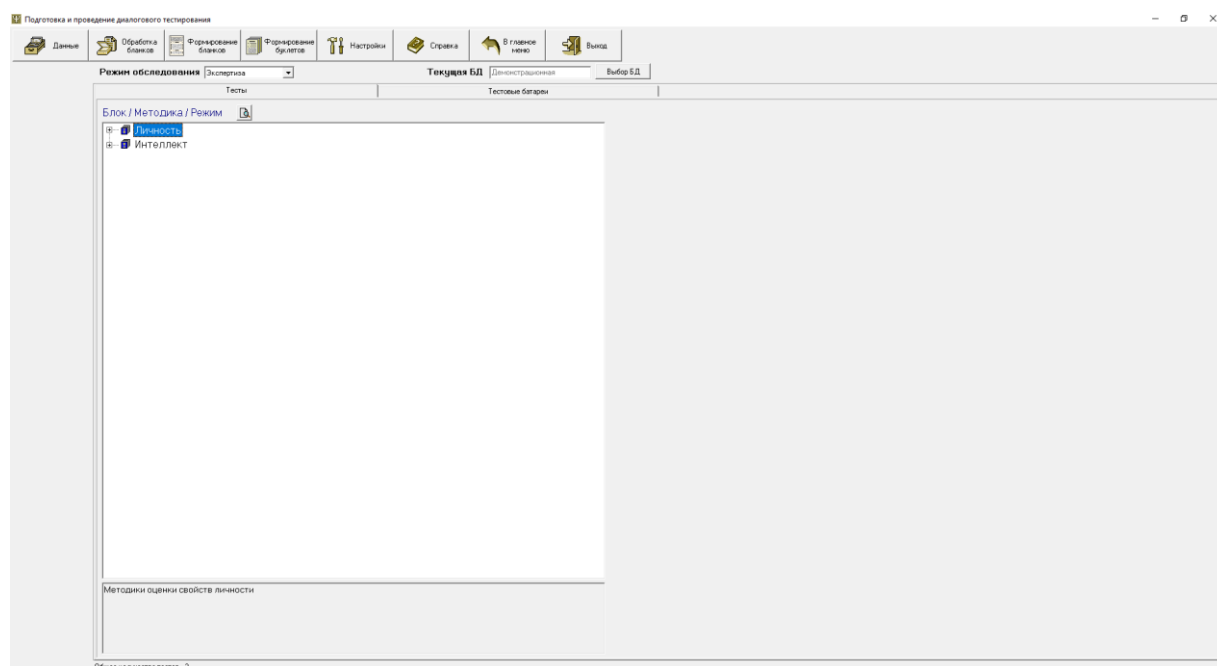 Подготовка и проведение диалогового тестирования
Данные
Обработка бланков
Формирование бланков
Формирование буклетов
Настройки
Справка
В главное меню
Выход
Режим обследования Экспертиза Текущая БД Демонстрационная Выбор БД
Тесты Тестовые батареи
Блок / Методика / Режим
Личность
Интеллект
Методики оценки свойств личности